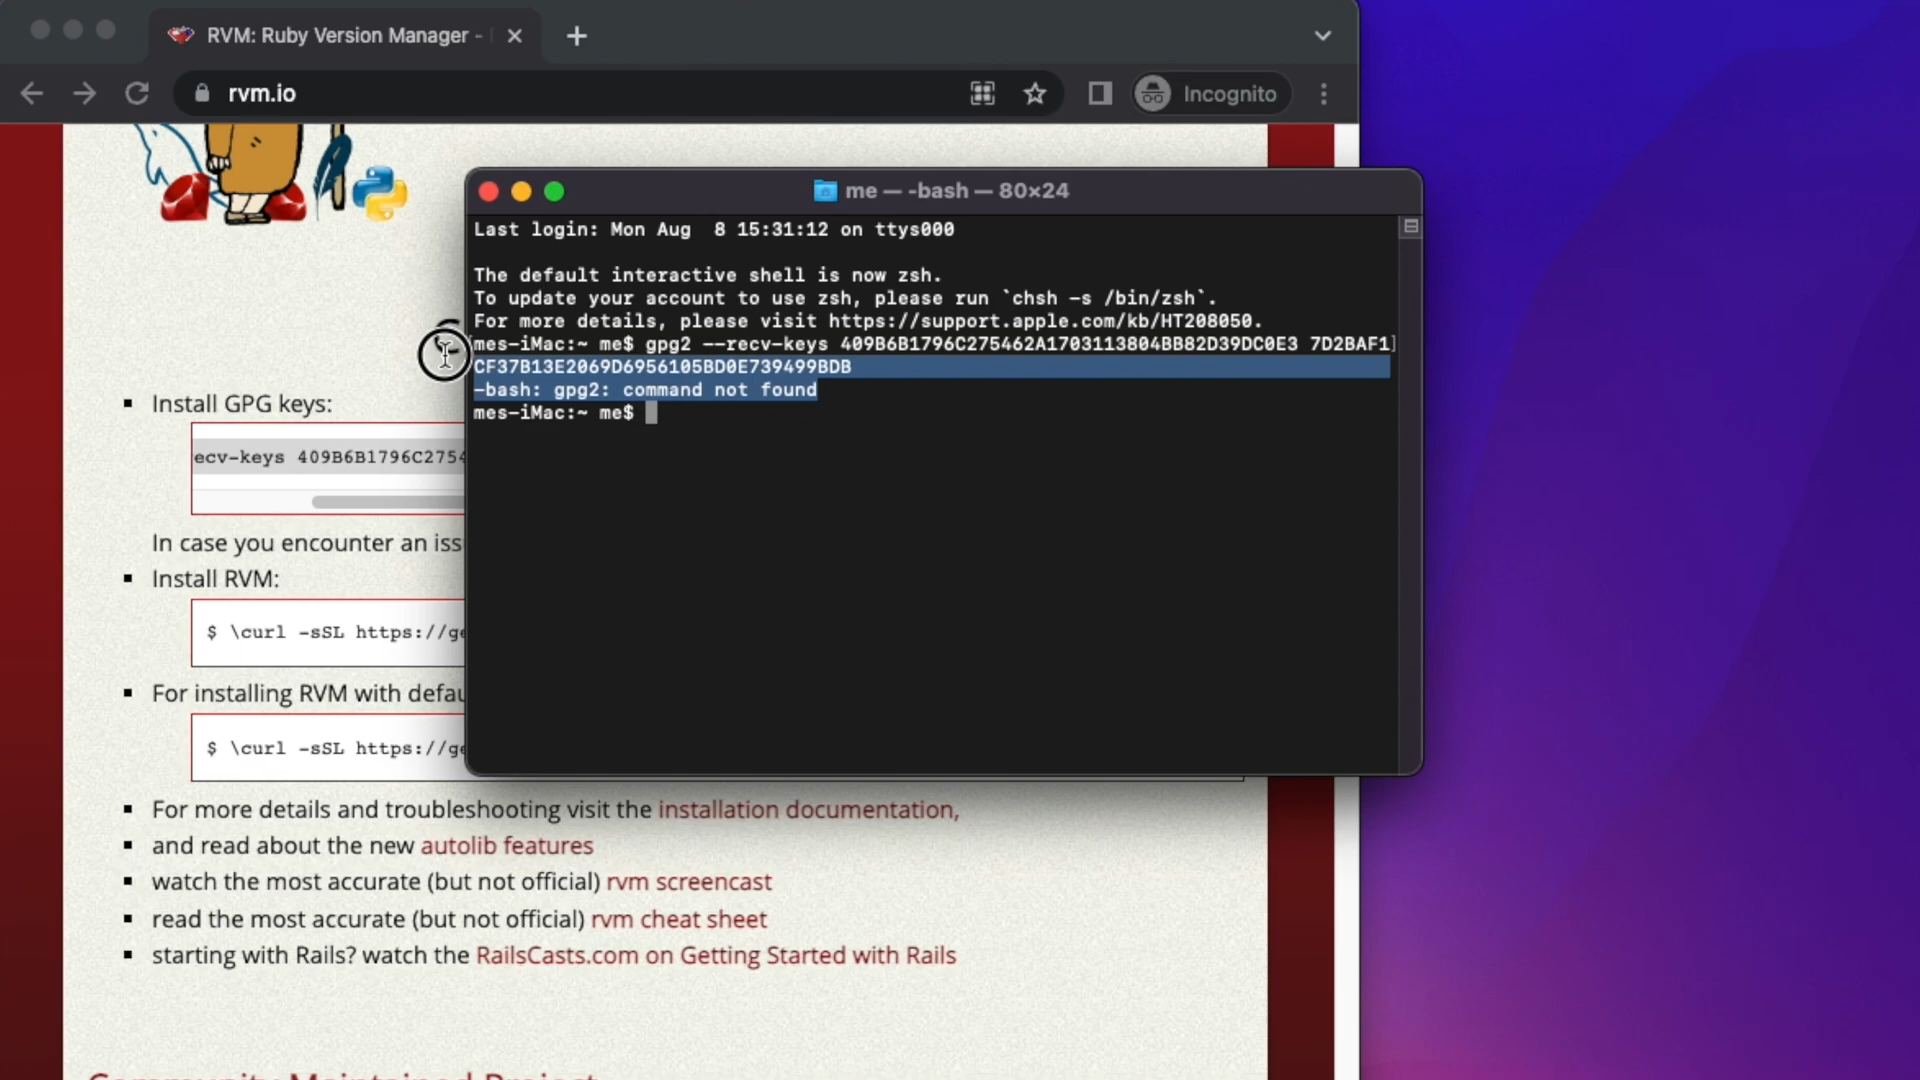 RVM: Ruby Version Manager -
rvm.io
Incognito
me — -bash — 80×24
Last login: Mon Aug  8 15:31:12 on ttys000
The default interactive shell is now zsh.
To update your account to use zsh, please run `chsh -s /bin/zsh`.
For more details, please visit https://support.apple.com/kb/HT208050.
mes-iMac:~ me$ gpg2 --recv-keys 409B6B1796C275462A1703113804BB82D39DC0E3 7D2BAF1
CF37B13E2069D6956105BD0E739499BDB
-bash: gpg2: command not found
mes-iMac:~ me$
Install GPG keys:
ecv-keys 409B6B1796C2754
In case you encounter an iss
Install RVM:
$ \curl -sSL https://ge
For installing RVM with defau
$ \curl -sSL https://ge
For more details and troubleshooting visit the installation documentation,
and read about the new autolib features
watch the most accurate (but not official) rvm screencast
read the most accurate (but not official) rvm cheat sheet
starting with Rails? watch the RailsCasts.com on Getting Started with Rails
Community Maintained Project